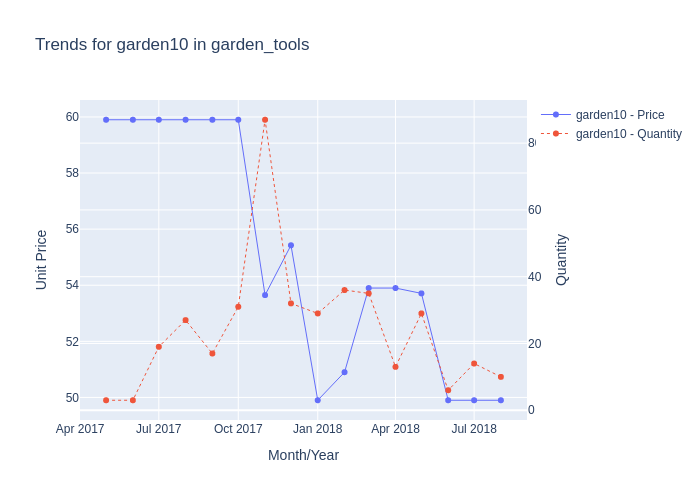 Trends for garden10 in garden_tools
garden10 - Price
garden10 - Quantity
60
58
56
54
52
50
Unit Price
60
40
20
0
Quantity
Apr 2017
Jul 2017
Oct 2017
Jan 2018
Apr 2018
Jul 2018
Month/Year